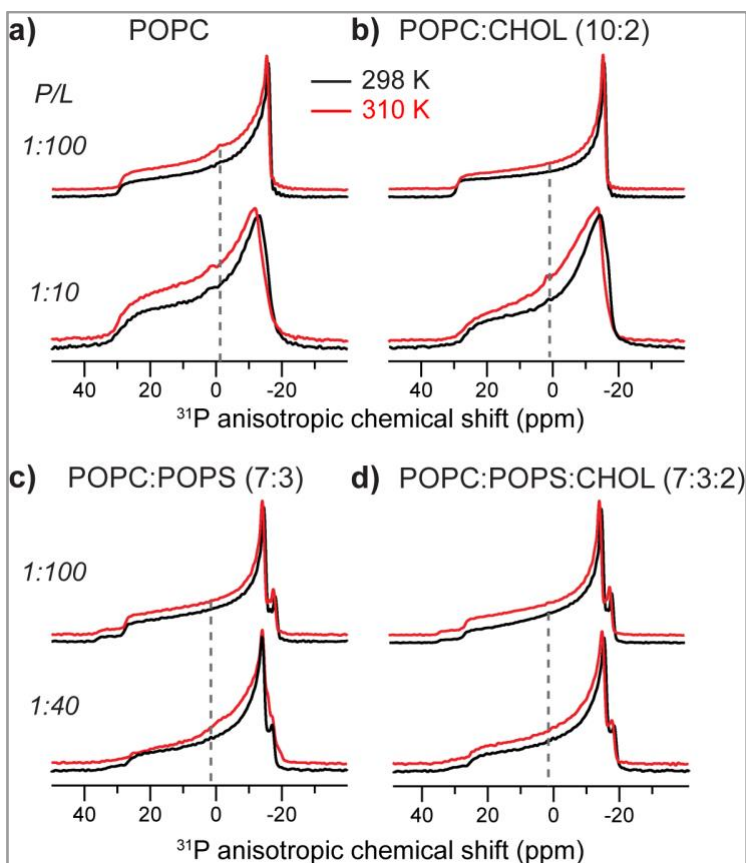 a) POPC
b) POPC:CHOL (10:2)
298 K
310 K
P/L
1:100
1:10
40 20 0 -20
40 20 0 -20
³¹P anisotropic chemical shift (ppm)
c) POPC:POPS (7:3)
d) POPC:POPS:CHOL (7:3:2)
1:100
1:40
40 20 0 -20
40 20 0 -20
³¹P anisotropic chemical shift (ppm)